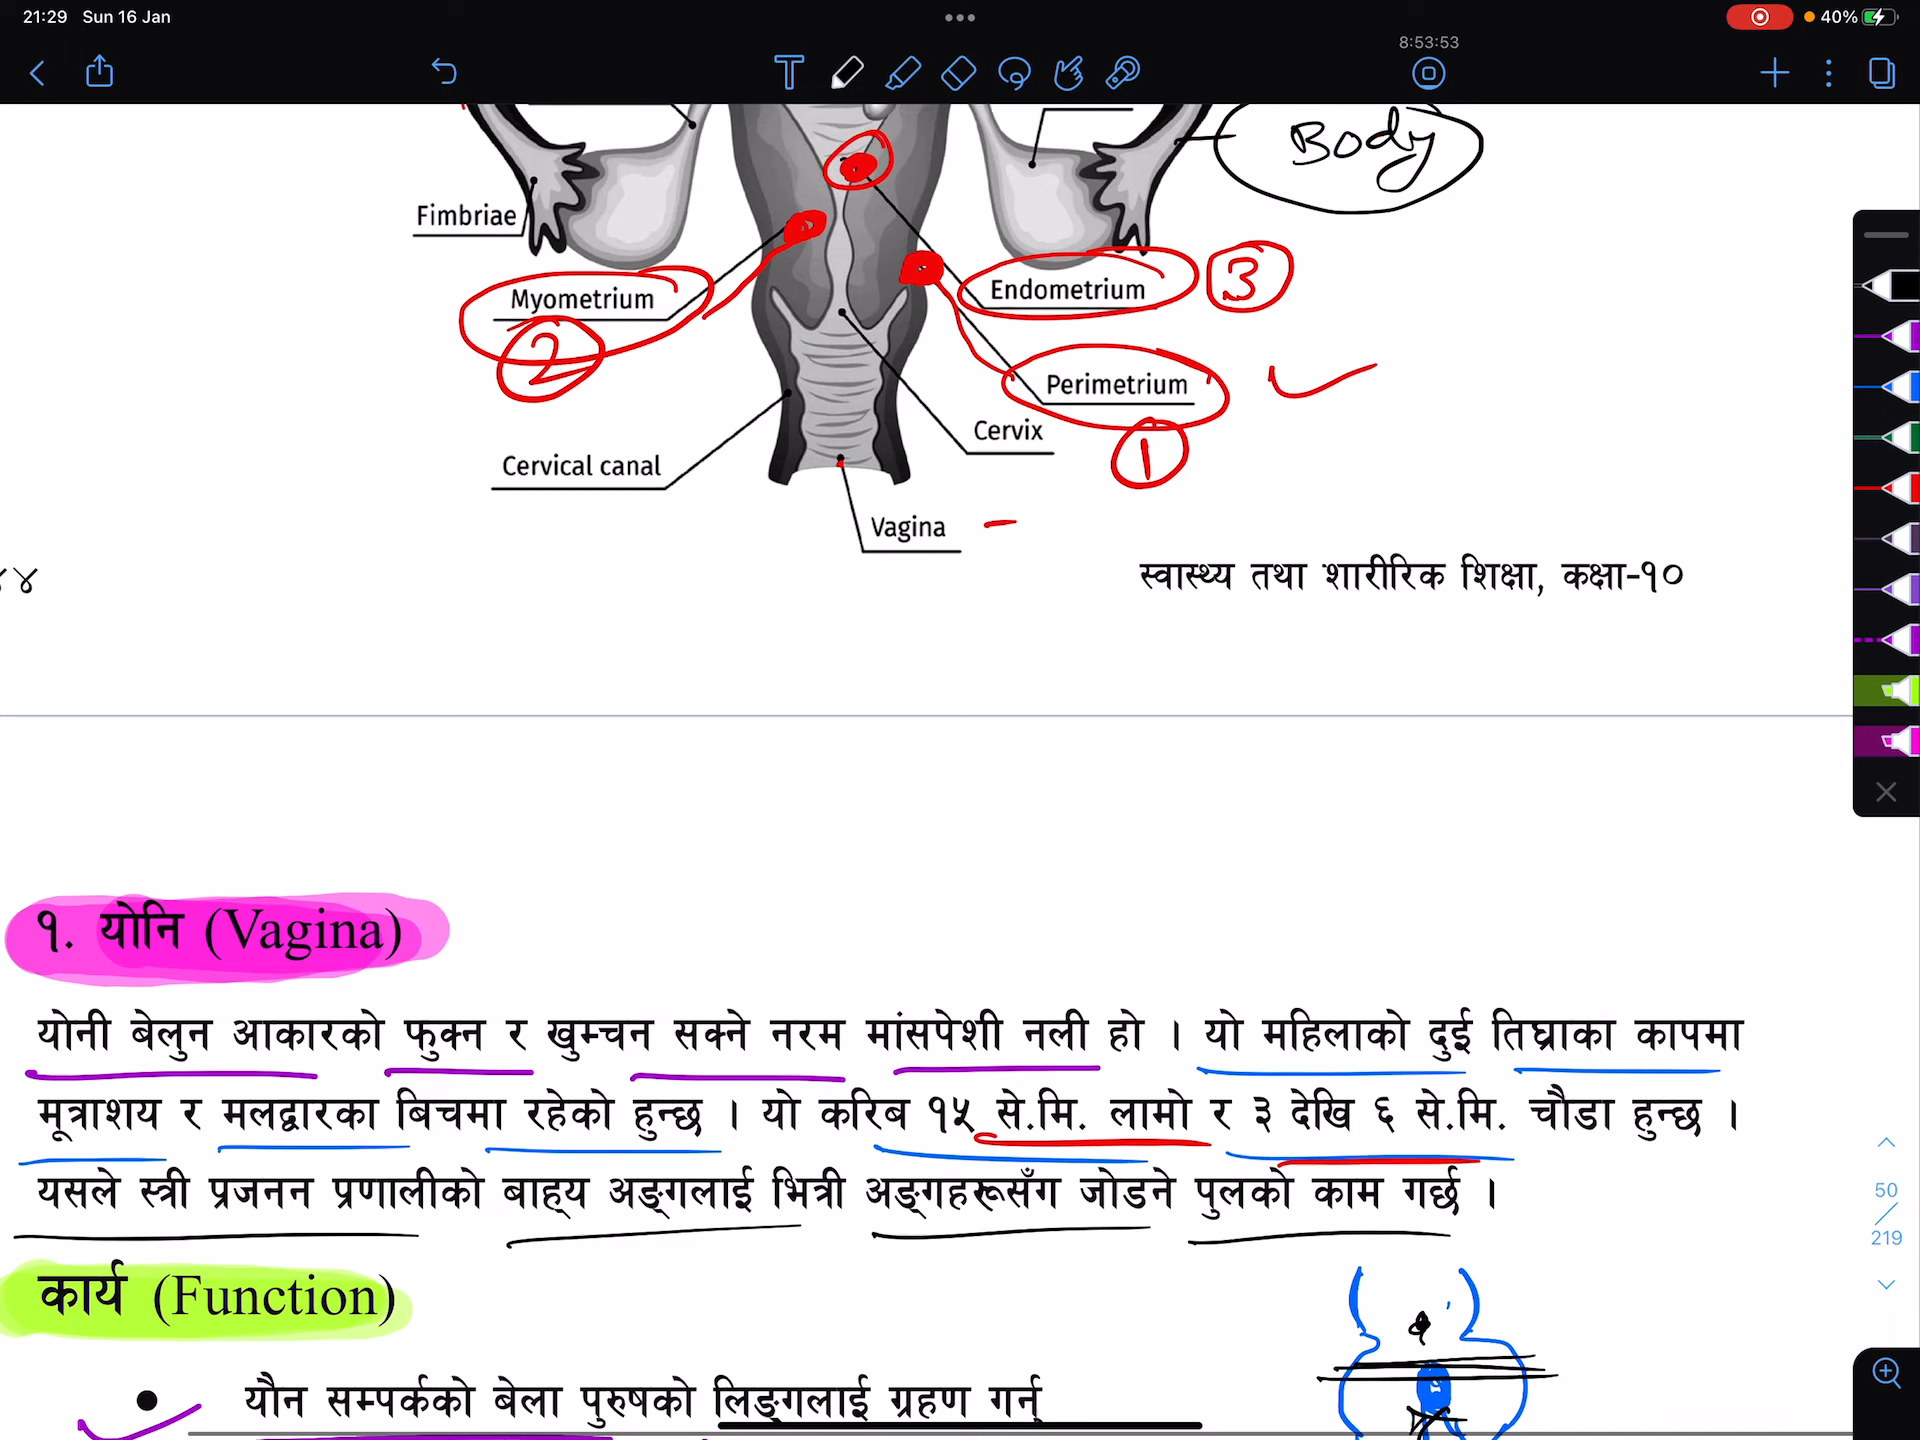 21:29 Sun 16 Jan
40%
8:53:53
T
Body
Fimbriae
Myometrium
Endometrium
3
2
Perimetrium
Cervix
1
Cervical canal
Vagina
४४
स्वास्थ्य तथा शारीरिक शिक्षा, कक्षा-१०
१. योनि (Vagina)
योनी बेलुन आकारको फुक्न र खुम्चन सक्ने नरम मांसपेशी नली हो । यो महिलाको दुई तिघ्राका कापमा
मूत्राशय र मलद्वारका बिचमा रहेको हुन्छ । यो करिब १५ से.मि. लामो र ३ देखि ६ से.मि. चौडा हुन्छ ।
यसले स्त्री प्रजनन प्रणालीको बाह्य अङ्गलाई भित्री अङ्गहरूसँग जोडने पुलको काम गर्छ ।
50
219
कार्य (Function)
• यौन सम्पर्कको बेला पुरुषको लिङ्गलाई ग्रहण गर्न्